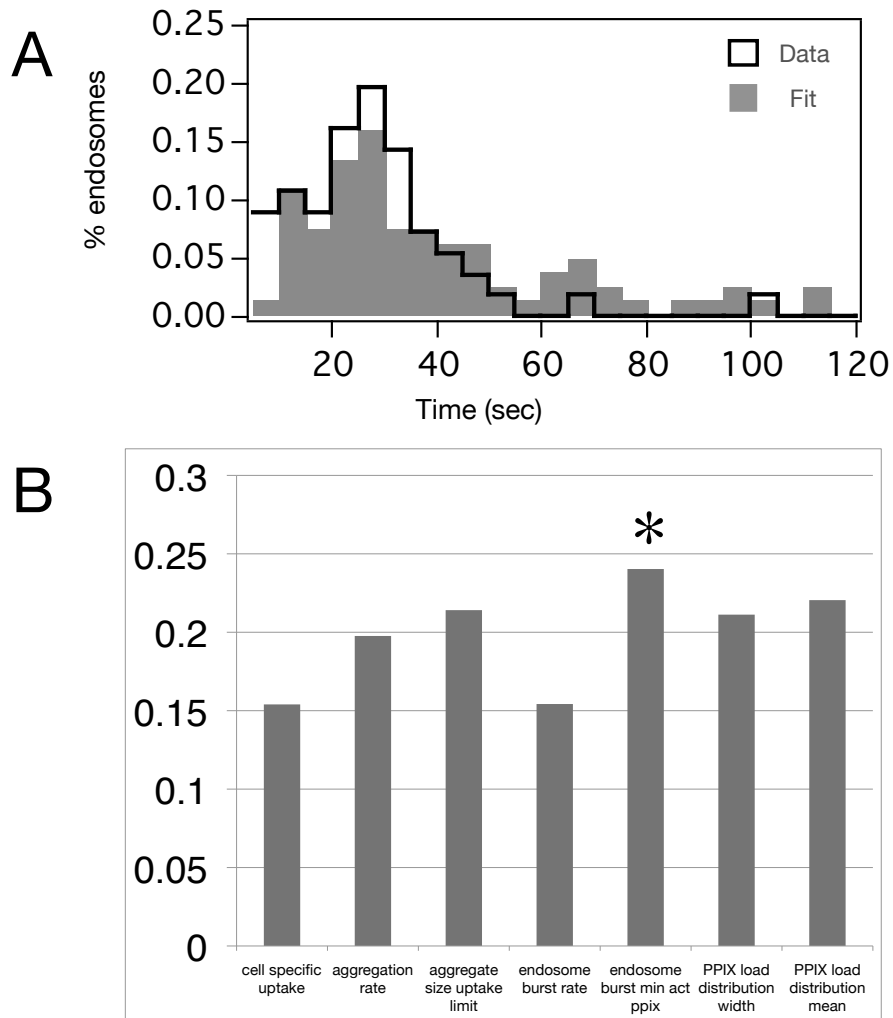 A
0.25
0.20
0.15
0.10
0.05
0.00
% endosomes
Data
Fit
20 40 60 80 100 120
Time (sec)
B
0.3
0.25
0.2
0.15
0.1
0.05
0
*
cell specific
uptake
aggregation
rate
aggregate
size uptake
limit
endosome
burst rate
endosome
burst min act
ppix
PPIX load
distribution
width
PPIX load
distribution
mean